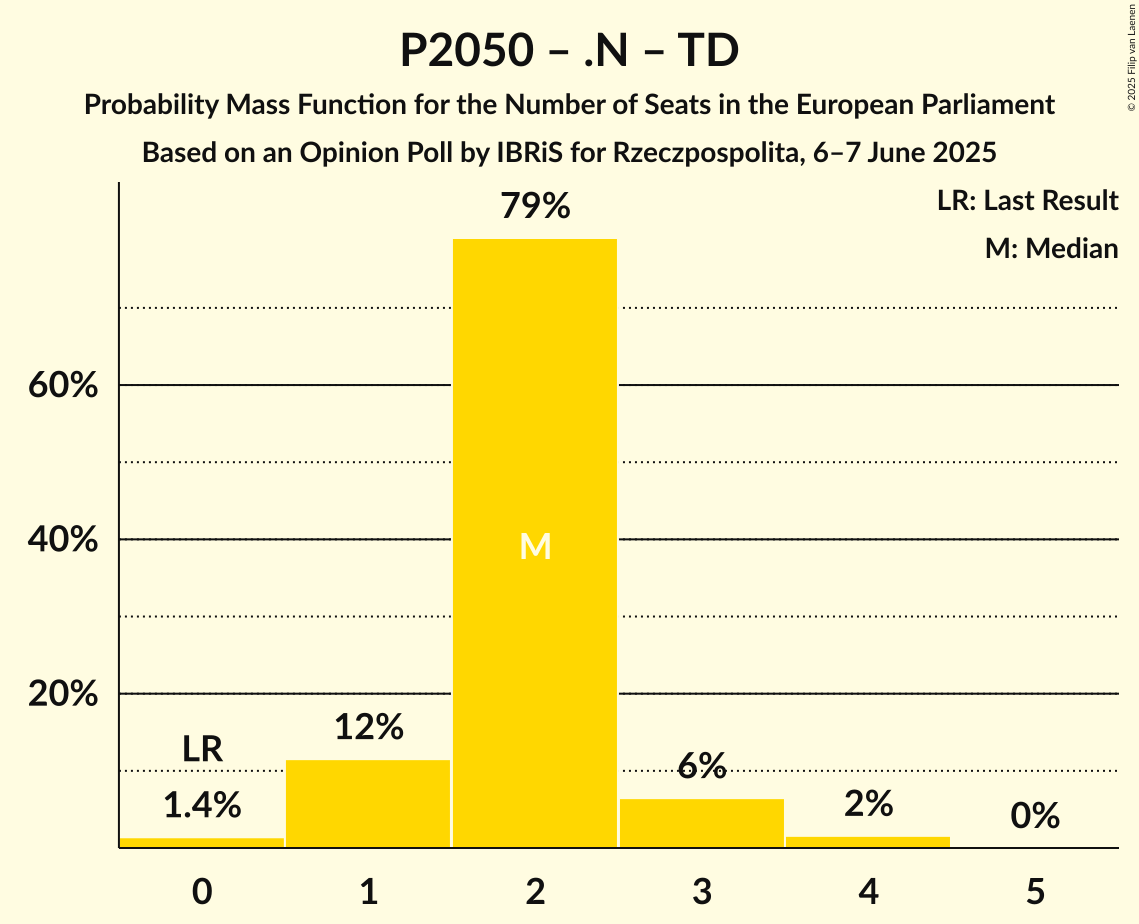 P2050 – .N – TD
Probability Mass Function for the Number of Seats in the European Parliament
Based on an Opinion Poll by IBRiS for Rzeczpospolita, 6–7 June 2025
© 2025 Filip van Laenen
LR: Last Result
M: Median
79%
60%
40%
20%
M
LR
1.4%
12%
6%
2%
0%
0 1 2 3 4 5